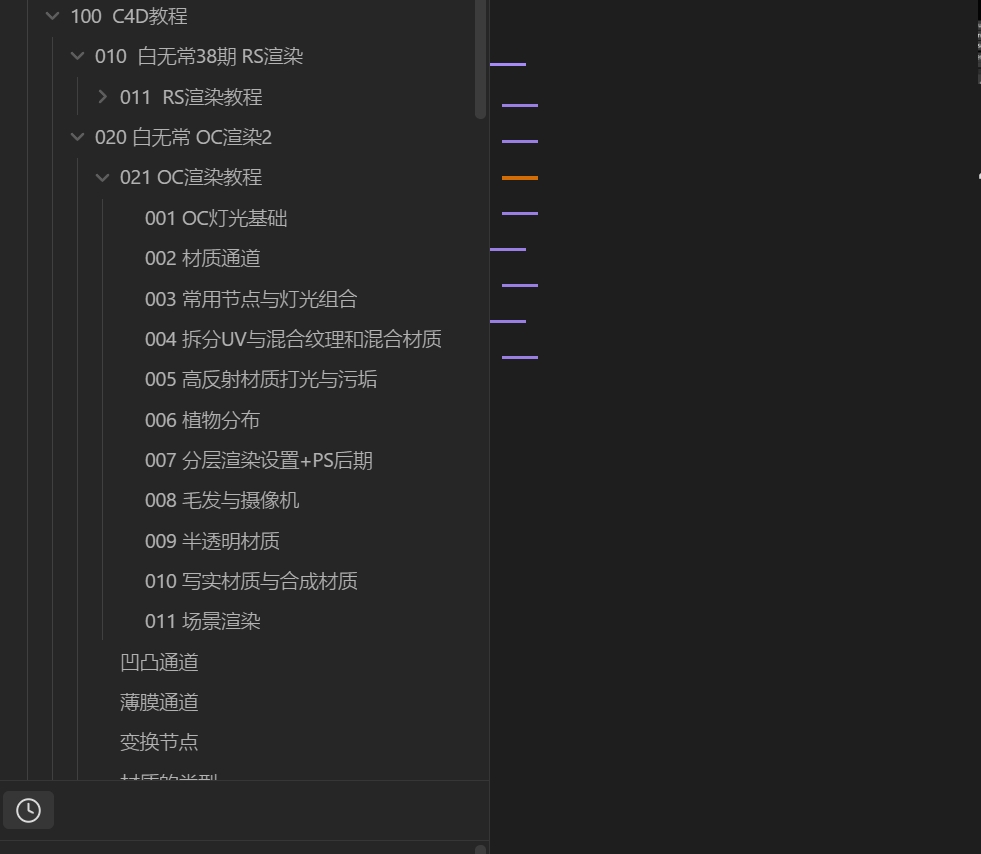 100 C4D教程
010 白无常38期 RS渲染
011 RS渲染教程
020 白无常 OC渲染2
021 OC渲染教程
001 OC灯光基础
002 材质通道
003 常用节点与灯光组合
004 拆分UV与混合纹理和混合材质
005 高反射材质打光与污垢
006 植物分布
007 分层渲染设置+PS后期
008 毛发与摄像机
009 半透明材质
010 写实材质与合成材质
011 场景渲染
凹凸通道
薄膜通道
变换节点
材质的类型